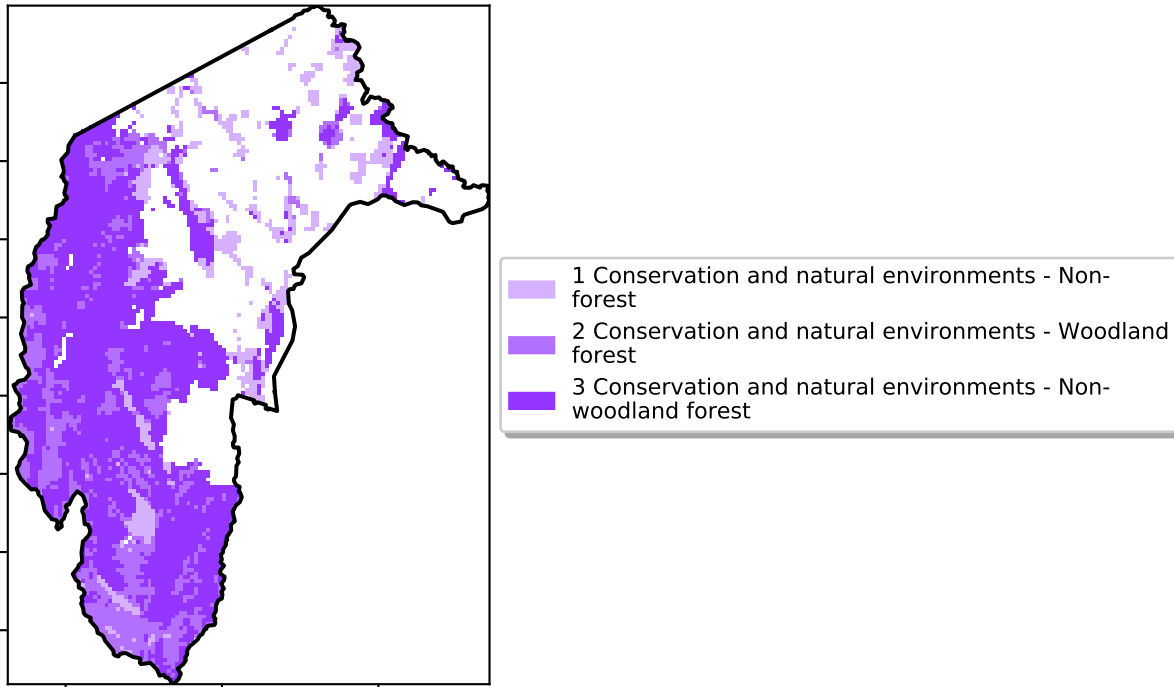 1 Conservation and natural environments - Non-
forest
2 Conservation and natural environments - Woodland
forest
3 Conservation and natural environments - Non-
woodland forest